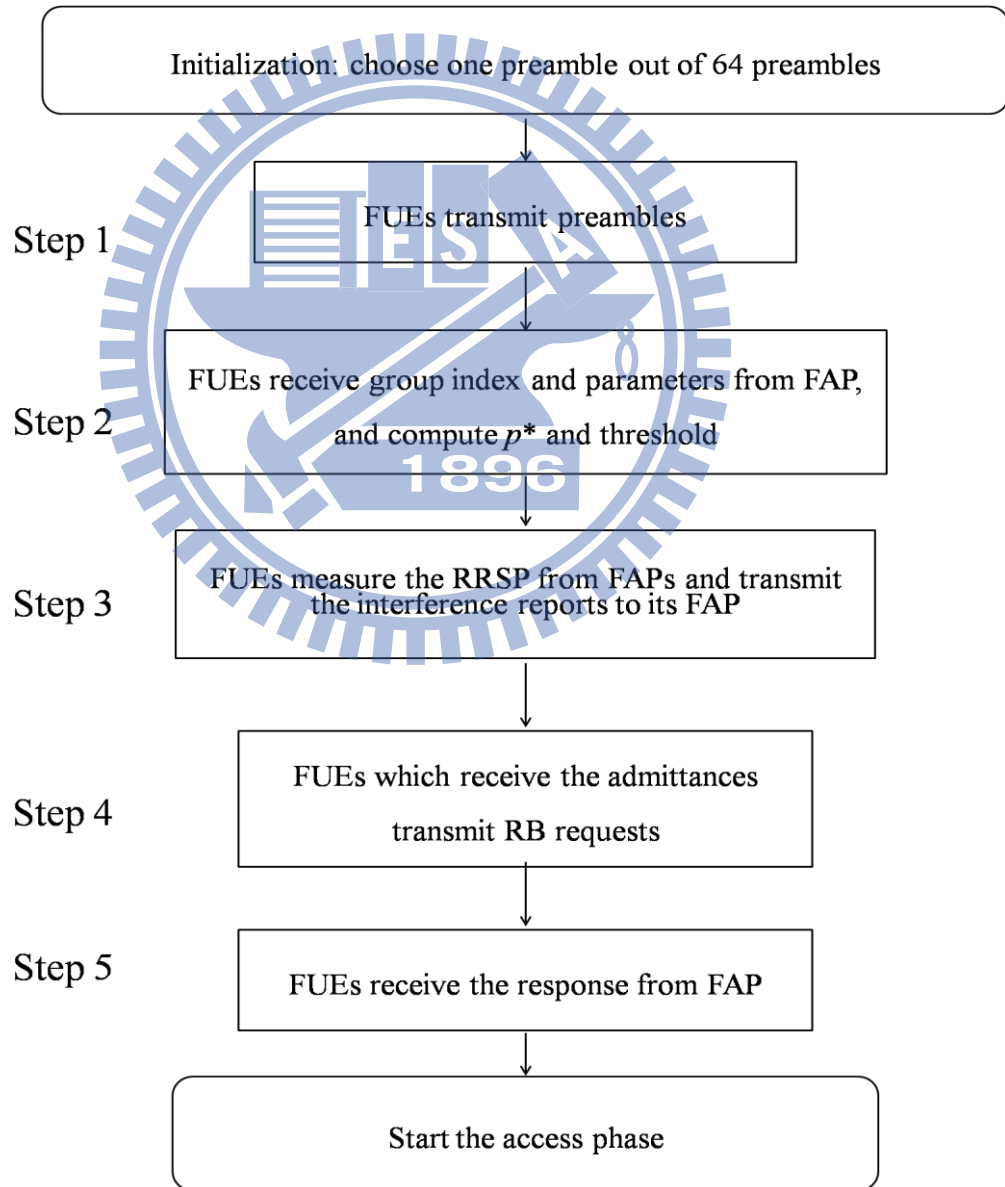 Initialization: choose one preamble out of 64 preambles
Step 1
FUEs transmit preambles
ESA
Step 2
FUEs receive group index and parameters from FAP,
and compute p* and threshold
8
1896
Step 3
FUEs measure the RRSP from FAPs and transmit
the interference reports to its FAP
Step 4
FUEs which receive the admittances
transmit RB requests
Step 5
FUEs receive the response from FAP
Start the access phase